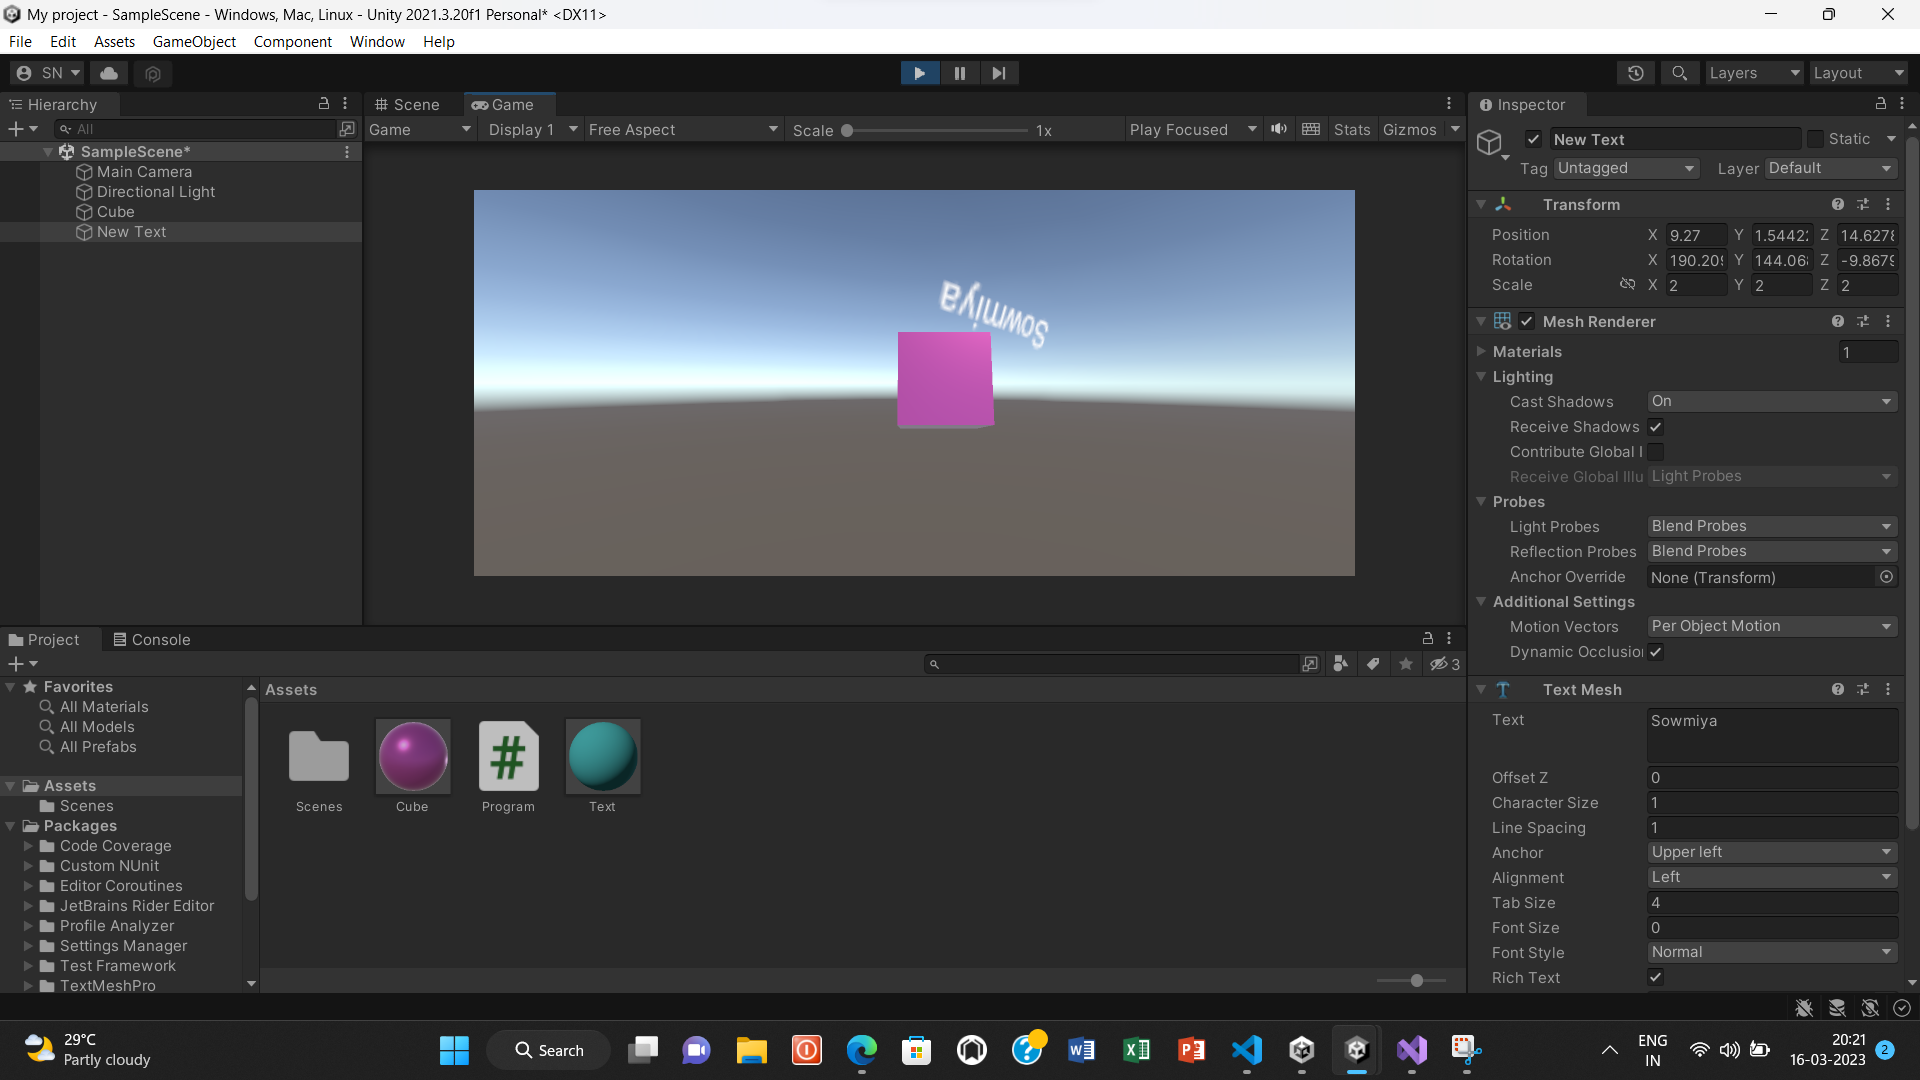 My project - SampleScene - Windows, Mac, Linux - Unity 2021.3.20f1 Personal* <DX11>
File Edit Assets GameObject Component Window Help
SN Layers Layout
Hierarchy Scene Game Inspector
All Game Display 1 Free Aspect Scale 1x Play Focused Stats Gizmos
SampleScene*
Main Camera
Directional Light
Cube
New Text
New Text Static
Tag Untagged Layer Default
Transform
Position X 9.27 Y 1.5442 Z 14.6278
Rotation X 190.209 Y 144.06 Z -9.8679
Scale X 2 Y 2 Z 2
Mesh Renderer
Materials 1
Lighting
Cast Shadows On
Receive Shadows
Contribute Global I
Receive Global Illu Light Probes
Probes
Light Probes Blend Probes
Reflection Probes Blend Probes
Anchor Override None (Transform)
Additional Settings
Motion Vectors Per Object Motion
Dynamic Occlusion
Text Mesh
Text Sowmiya
Offset Z 0
Character Size 1
Line Spacing 1
Anchor Upper left
Alignment Left
Tab Size 4
Font Size 0
Font Style Normal
Rich Text
Sowmiya
Project Console
3
Favorites
All Materials
All Models
All Prefabs
Assets
Scenes
Packages
Code Coverage
Custom NUnit
Editor Coroutines
JetBrains Rider Editor
Profile Analyzer
Settings Manager
Test Framework
TextMeshPro
Assets
Scenes Cube Program Text
29°C
Partly cloudy
Search
ENG
IN
20:21
16-03-2023
2